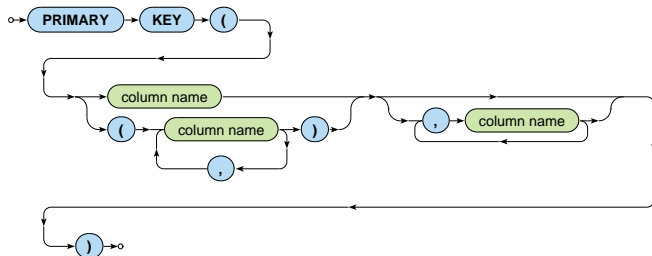 PRIMARY KEY (
column name
( column name ) , column name
,
)